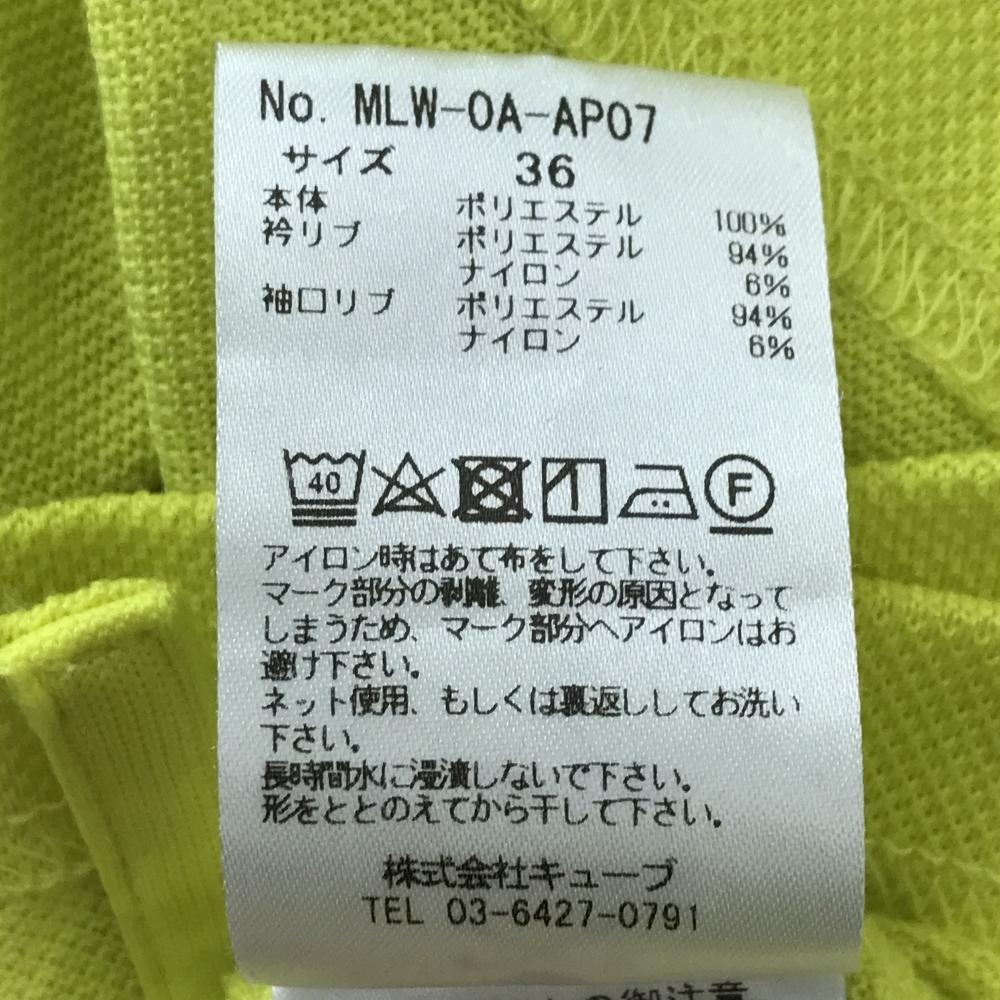 No. MLW-0A-AP07
サイズ 36
本体 ポリエステル 100%
衿リブ ポリエステル 94%
ナイロン 6%
袖口リブ ポリエステル 94%
ナイロン 6%
40 F
アイロン時はあて布をして下さい。
マーク部分の剥離、変形の原因となって
しまうため、マーク部分へアイロンはお
避け下さい。
ネット使用、もしくは裏返ししてお洗い
下さい。
長時間水に浸漬しないで下さい。
形をととのえてから干して下さい。
株式会社キューブ
TEL 03-6427-0791
の御注意